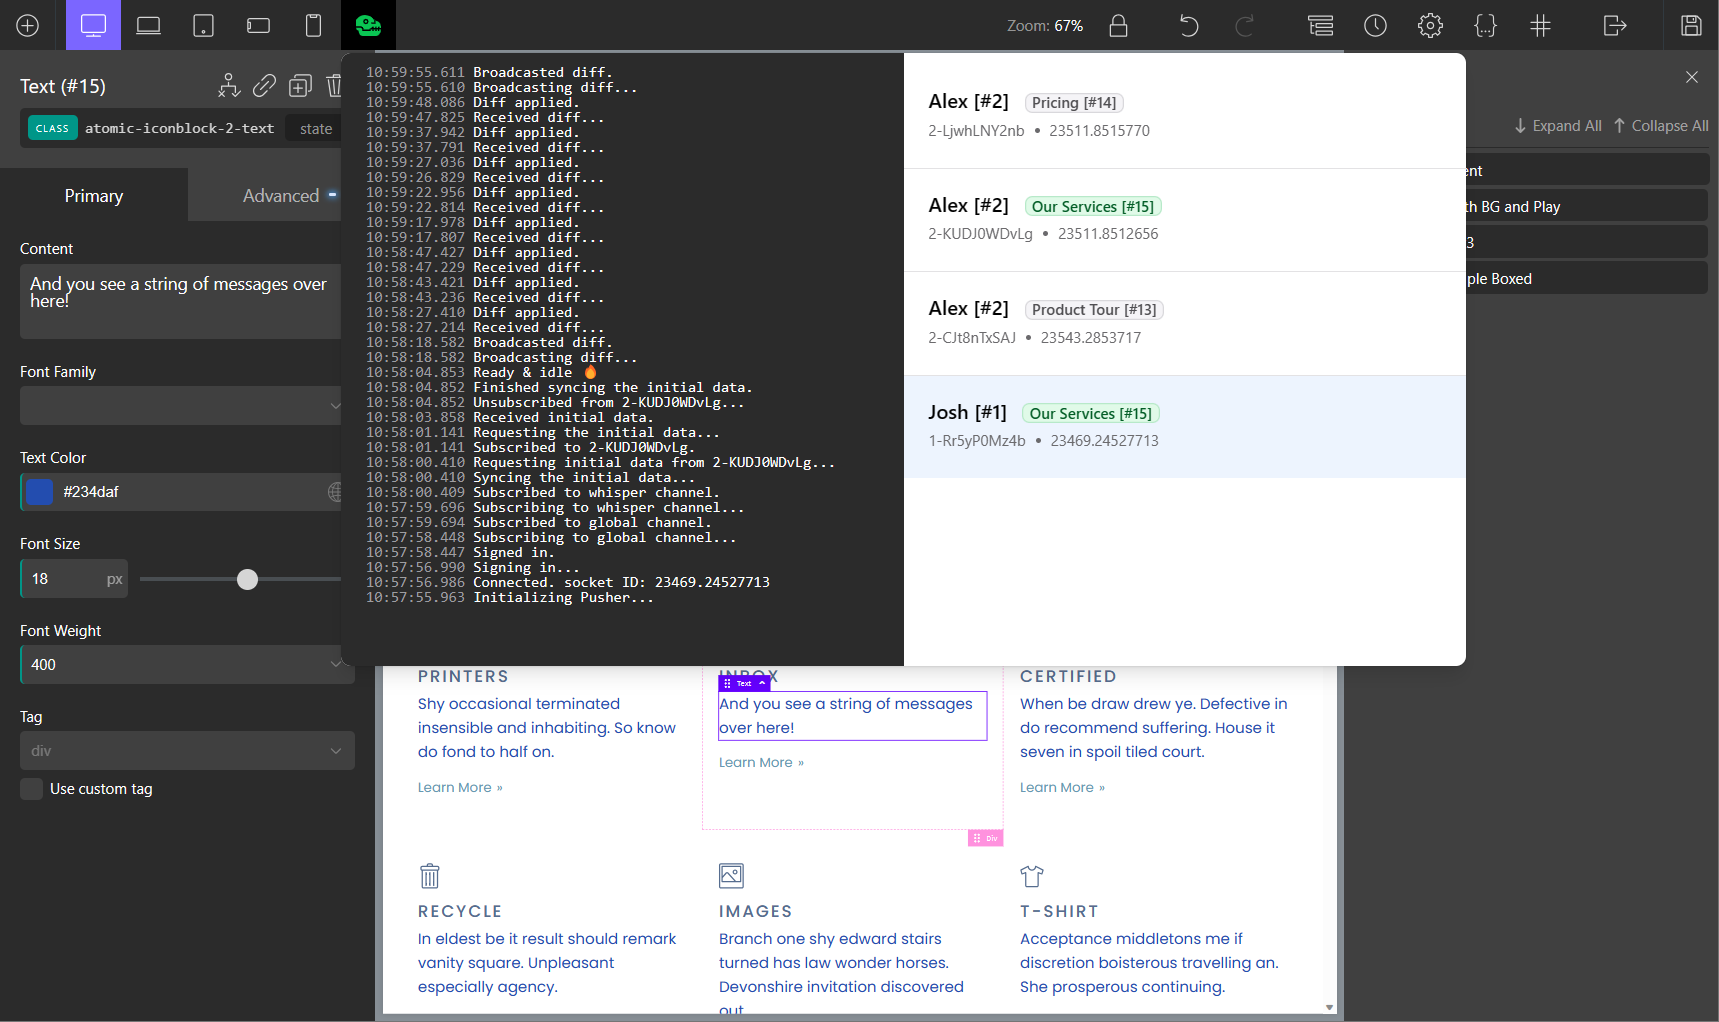 Zoom: 67%
Text (#15)
CLASS atomic-iconblock-2-text state
Primary
Advanced
Content
And you see a string of messages over
here!
Font Family
Text Color
#234daf
Font Size
18 px
Font Weight
400
Tag
div
Use custom tag
10:59:55.611 Broadcasted diff.
10:59:55.610 Broadcasting diff...
10:59:48.086 Diff applied.
10:59:47.825 Received diff...
10:59:37.942 Diff applied.
10:59:37.791 Received diff...
10:59:27.036 Diff applied.
10:59:26.829 Received diff...
10:59:22.956 Diff applied.
10:59:22.814 Received diff...
10:59:17.978 Diff applied.
10:59:17.807 Received diff...
10:58:47.427 Diff applied.
10:58:47.229 Received diff...
10:58:43.421 Diff applied.
10:58:43.236 Received diff...
10:58:27.410 Diff applied.
10:58:27.214 Received diff...
10:58:18.582 Broadcasted diff.
10:58:18.582 Broadcasting diff...
10:58:04.853 Ready & idle 🔥
10:58:04.852 Finished syncing the initial data.
10:58:04.852 Unsubscribed from 2-KUDJ0WDvLg...
10:58:03.858 Received initial data.
10:58:01.141 Requesting the initial data...
10:58:01.141 Subscribed to 2-KUDJ0WDvLg.
10:58:00.410 Requesting initial data from 2-KUDJ0WDvLg...
10:58:00.410 Syncing the initial data...
10:58:00.409 Subscribed to whisper channel.
10:57:59.696 Subscribing to whisper channel...
10:57:59.694 Subscribed to global channel.
10:57:58.448 Subscribing to global channel...
10:57:58.447 Signed in.
10:57:56.990 Signing in...
10:57:56.986 Connected. socket ID: 23469.24527713
10:57:55.963 Initializing Pusher...
Alex [#2] Pricing [#14]
2-LjwhLNY2nb • 23511.8515770
Alex [#2] Our Services [#15]
2-KUDJ0WDvLg • 23511.8512656
Alex [#2] Product Tour [#13]
2-CJt8nTxSAJ • 23543.2853717
Josh [#1] Our Services [#15]
1-Rr5yP0Mz4b • 23469.24527713
Expand All Collapse All
ent
th BG and Play
3
ple Boxed
PRINTERS
Shy occasional terminated
insensible and inhabiting. So know
do fond to half on.
Learn More »
INBOX
Text
And you see a string of messages
over here!
Learn More »
Div
CERTIFIED
When be draw drew ye. Defective in
do recommend suffering. House it
seven in spoil tiled court.
Learn More »
RECYCLE
In eldest be it result should remark
vanity square. Unpleasant
especially agency.
IMAGES
Branch one shy edward stairs
turned has law wonder horses.
Devonshire invitation discovered
out
T-SHIRT
Acceptance middletons me if
discretion boisterous travelling an.
She prosperous continuing.